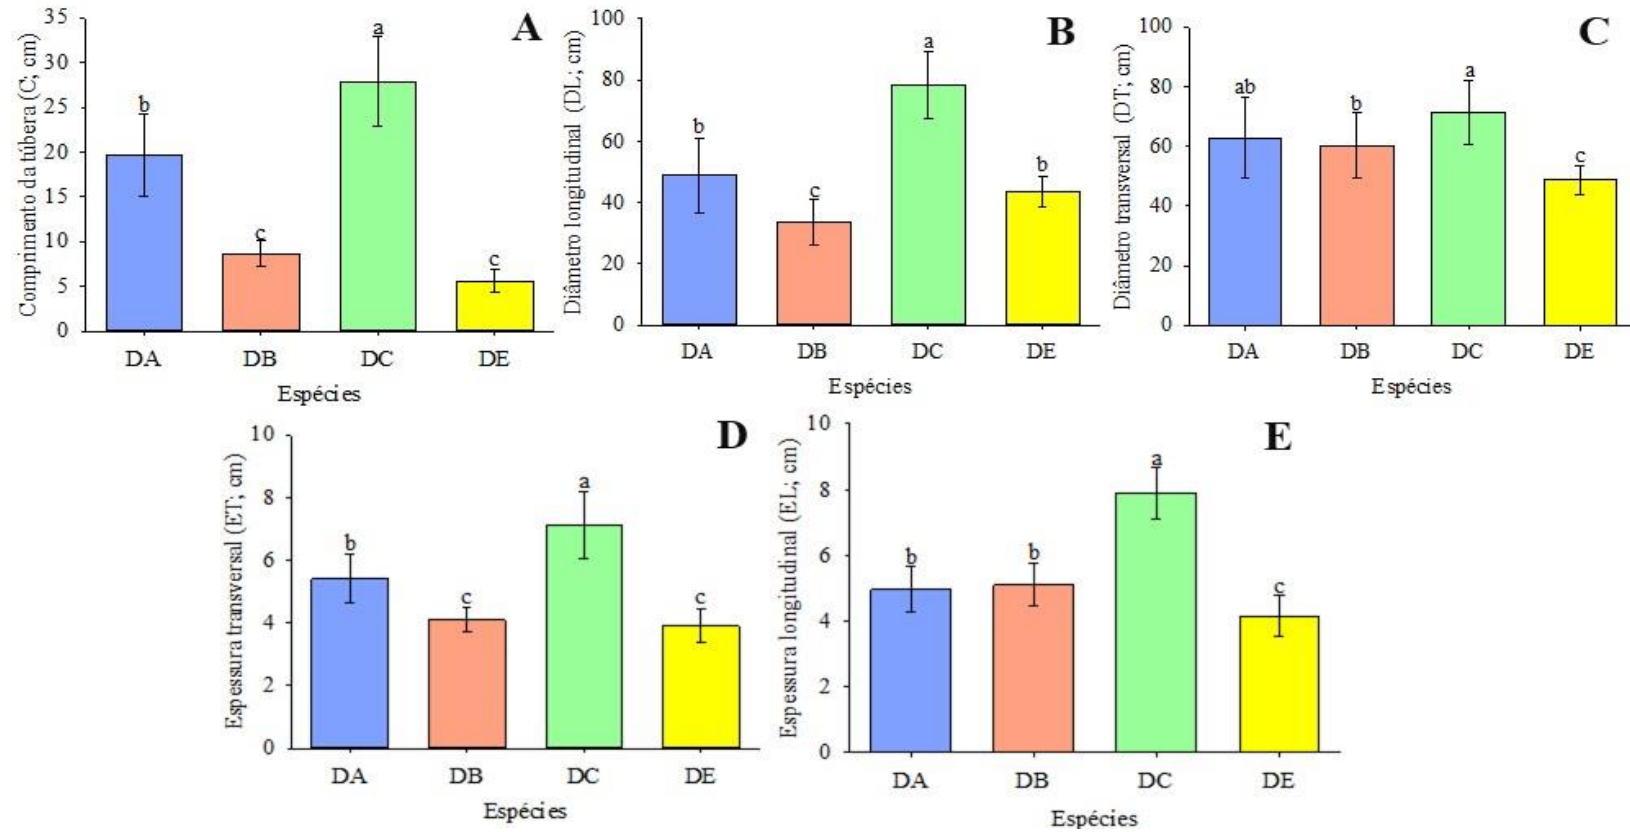 A
Comprimento da túbera (C; cm)
35
30
25
20
15
10
5
0
b
c
a
c
DA DB DC DE
Espécies
B
Diâmetro longitudinal (DL; cm)
100
80
60
40
20
0
b
c
a
b
DA DB DC DE
Espécies
C
Diâmetro transversal (DT; cm)
100
80
60
40
20
0
ab
b
a
c
DA DB DC DE
Espécies
D
Espessura transversal (ET; cm)
10
8
6
4
2
0
b
c
a
c
DA DB DC DE
Espécies
E
Espessura longitudinal (EL; cm)
10
8
6
4
2
0
b
b
a
c
DA DB DC DE
Espécies